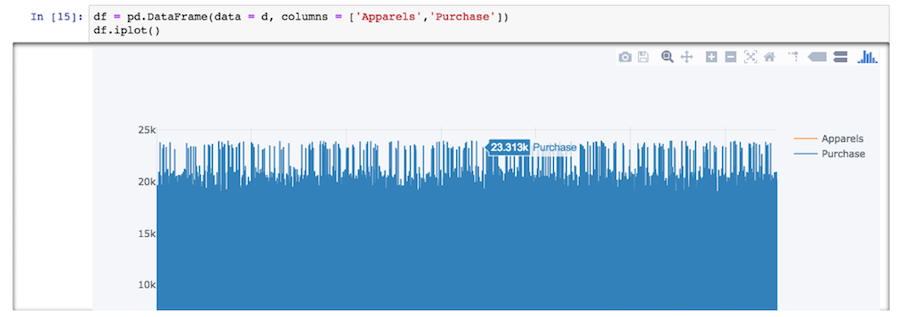 In [15]: df = pd.DataFrame(data = d, columns = ['Apparels','Purchase'])
df.iplot()
25k
23.313k Purchase
Apparels
Purchase
20k
15k
10k